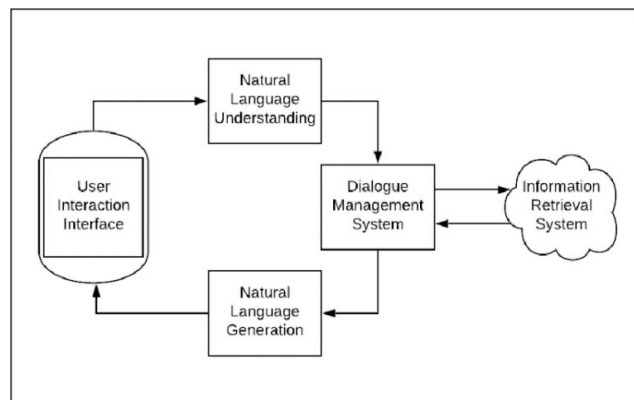 Natural
Language
Understanding
User
Interaction
Interface
Dialogue
Management
System
Information
Retrieval
System
Natural
Language
Generation